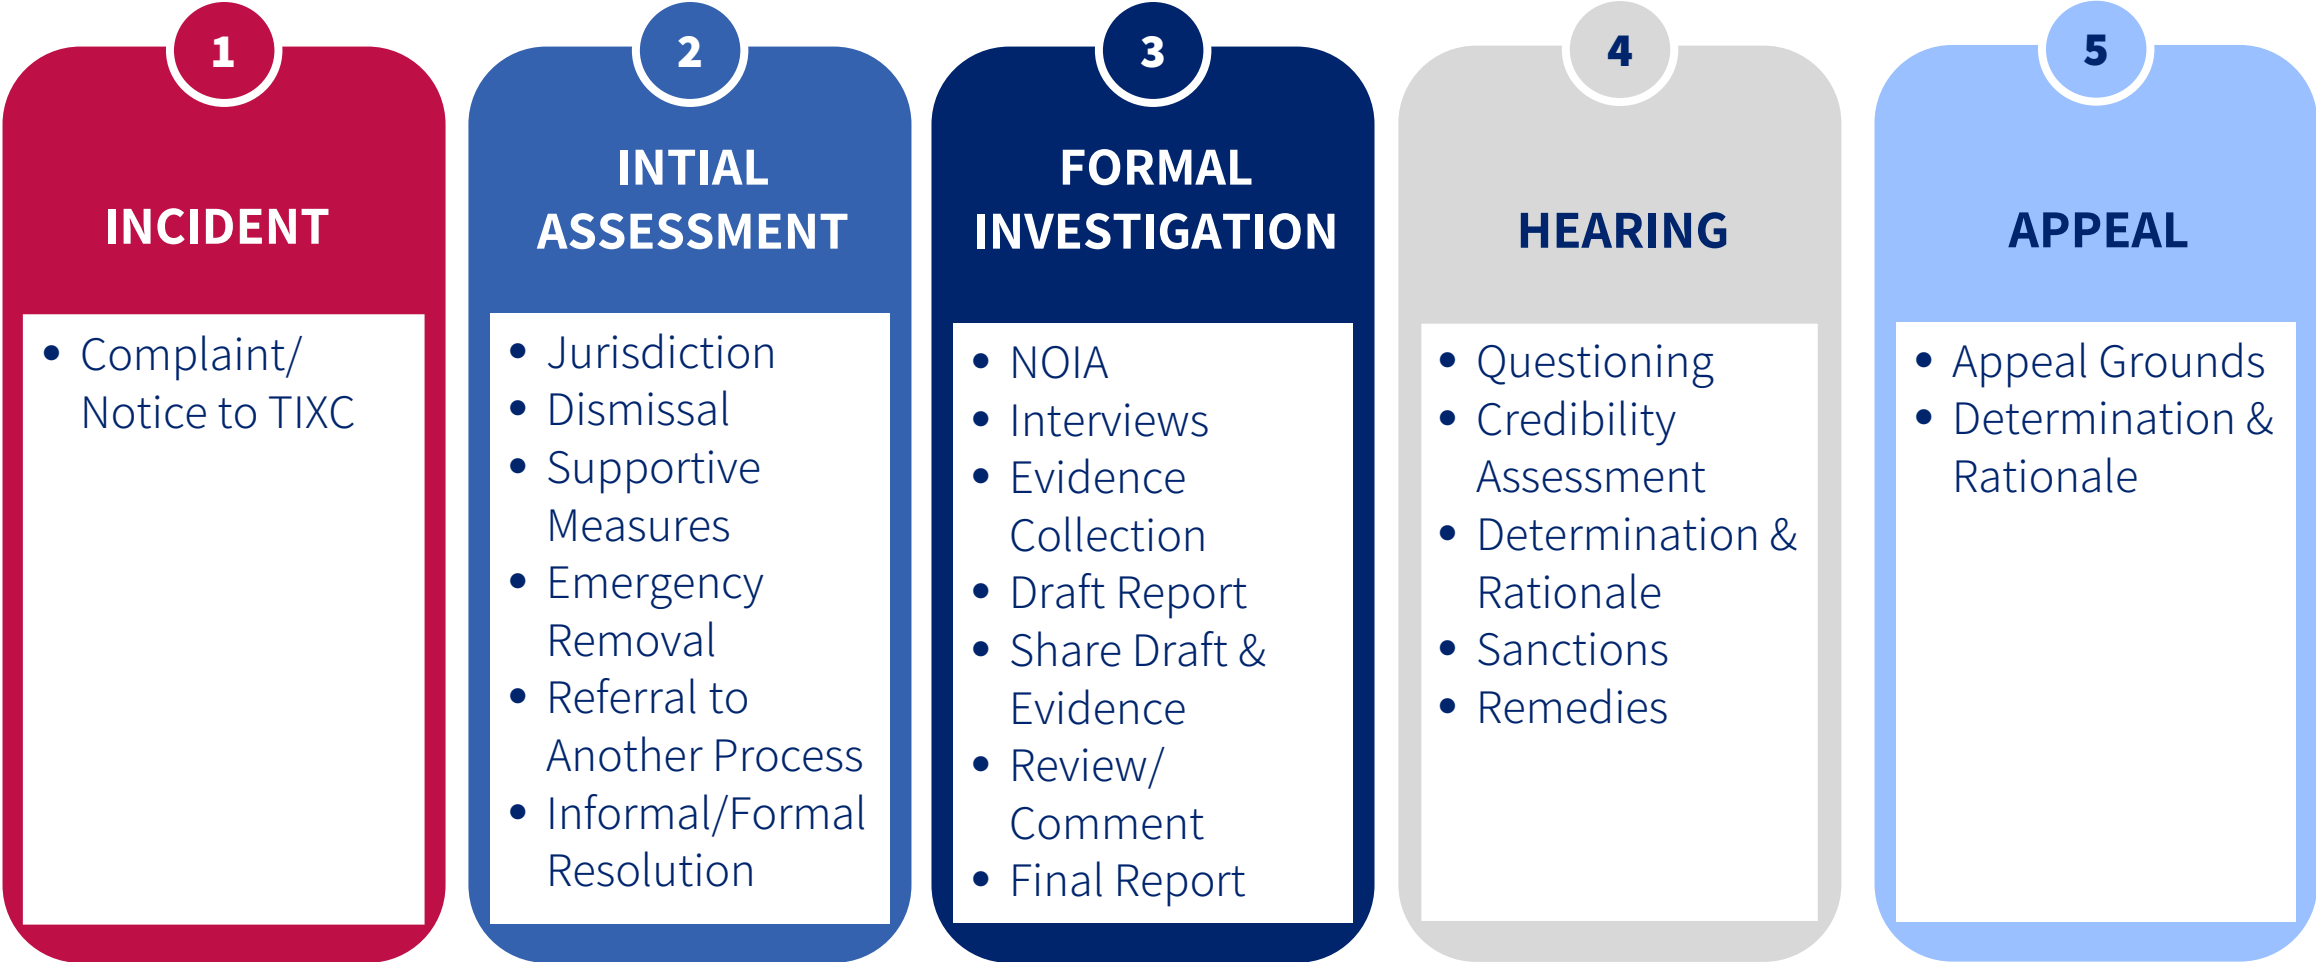 1
INCIDENT
• Complaint/
Notice to TIXC
2
INTIAL
ASSESSMENT
• Jurisdiction
• Dismissal
• Supportive
Measures
• Emergency
Removal
• Referral to
Another Process
• Informal/Formal
Resolution
3
FORMAL
INVESTIGATION
• NOIA
• Interviews
• Evidence
Collection
• Draft Report
• Share Draft &
Evidence
• Review/
Comment
• Final Report
4
HEARING
• Questioning
• Credibility
Assessment
• Determination &
Rationale
• Sanctions
• Remedies
5
APPEAL
• Appeal Grounds
• Determination &
Rationale